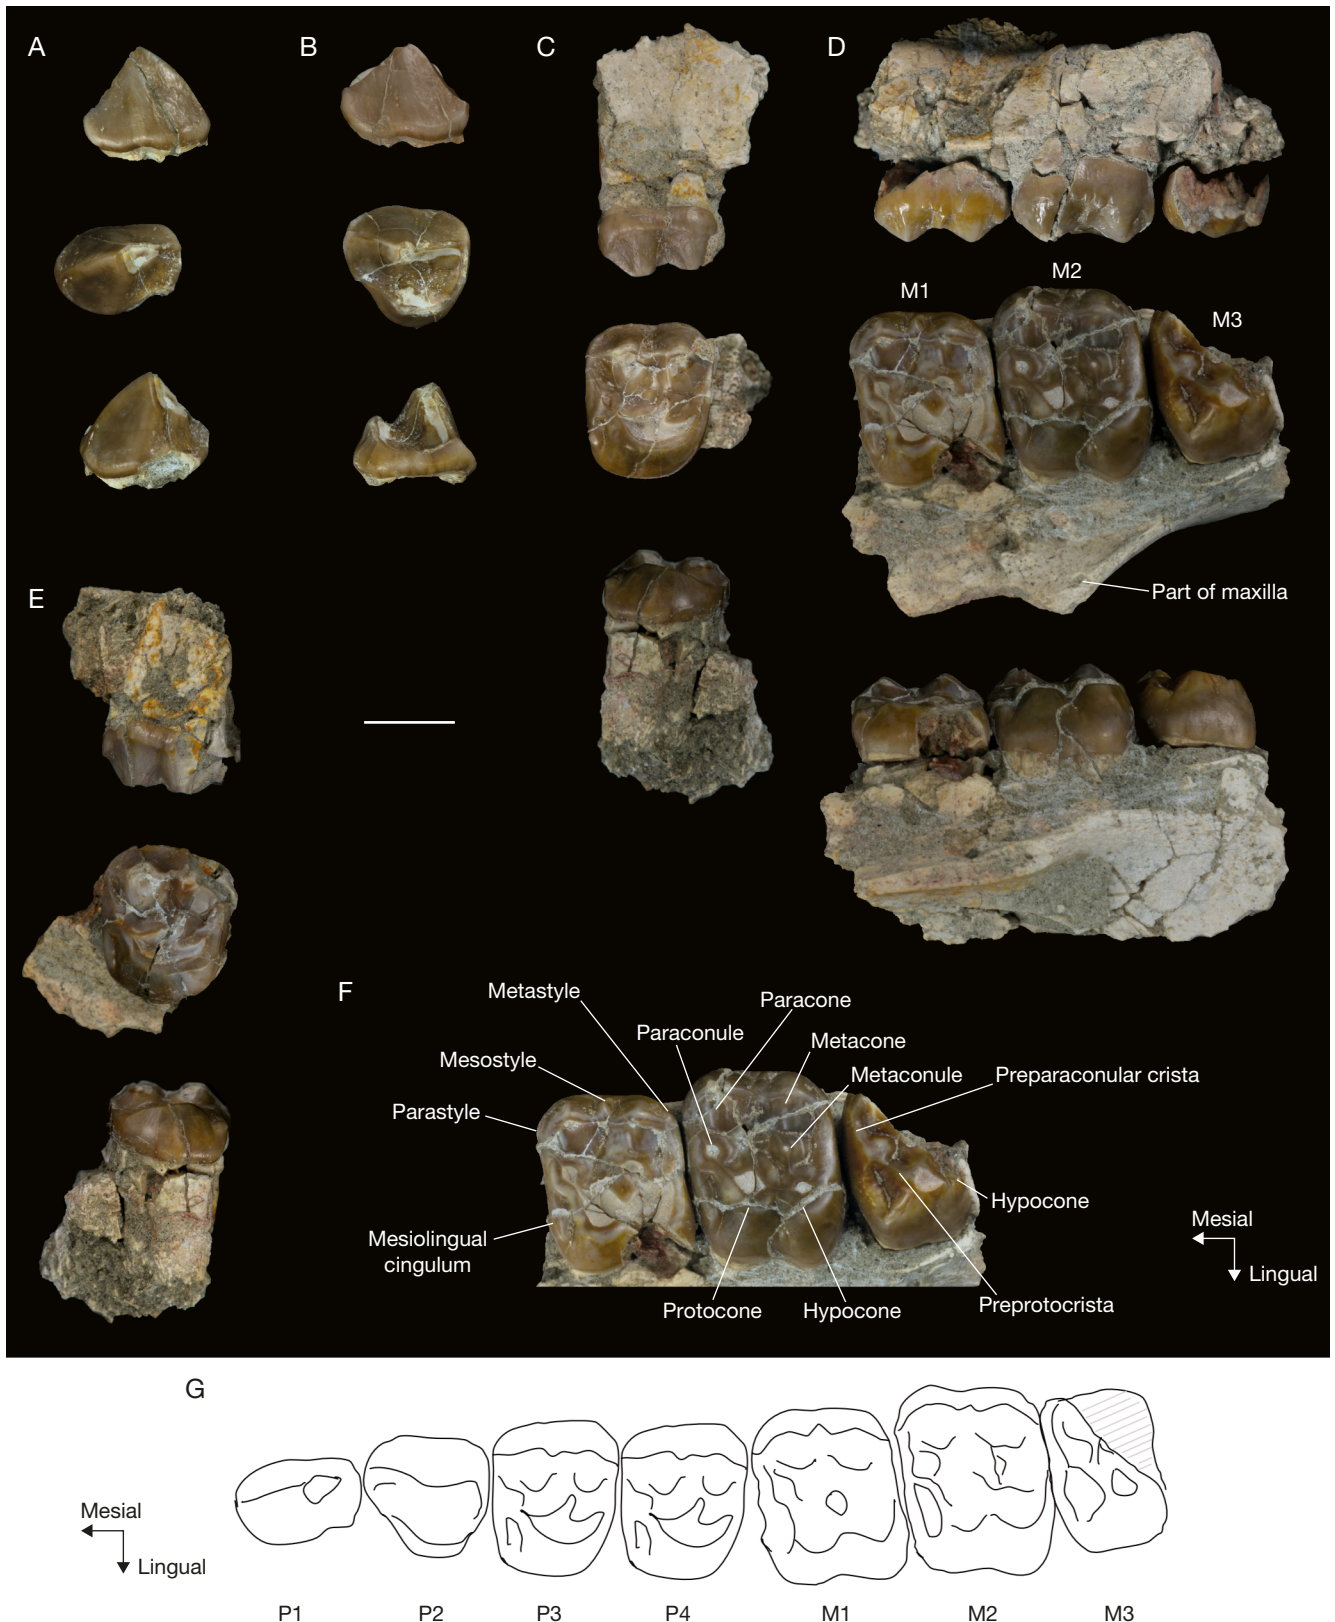 A
B
C
D
M1
M2
M3
Part of maxilla
E
F
Metastyle
Paracone
Paraconule
Metacone
Mesostyle
Metaconule
Preparaconular crista
Parastyle
Hypocone
Mesiolingual
cingulum
Mesial
Lingual
Protocone
Hypocone
Preprotocrista
G
Mesial
Lingual
P1
P2
P3
P4
M1
M2
M3